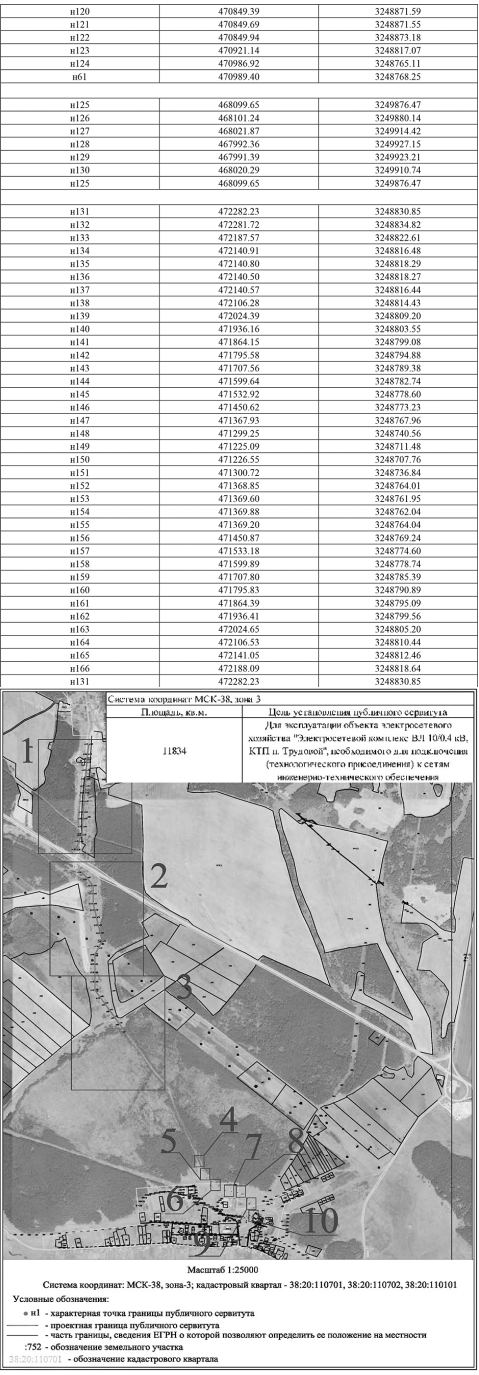 н120 470849.39 3248871.59
н121 470849.69 3248871.55
н122 470849.94 3248873.18
н123 470921.14 3248817.07
н124 470986.92 3248765.11
н61 470989.40 3248768.25
н125 468099.65 3249876.47
н126 468101.24 3249880.14
н127 468021.87 3249914.42
н128 467992.36 3249927.15
н129 467991.39 3249923.21
н130 468020.29 3249910.74
н125 468099.65 3249876.47
н131 472282.23 3248830.85
н132 472281.72 3248834.82
н133 472187.57 3248822.61
н134 472140.91 3248816.48
н135 472140.80 3248818.29
н136 472140.50 3248818.27
н137 472140.57 3248816.44
н138 472106.28 3248814.43
н139 472024.39 3248809.20
н140 471936.16 3248803.55
н141 471864.15 3248799.08
н142 471795.58 3248794.88
н143 471707.56 3248789.38
н144 471599.64 3248782.74
н145 471532.92 3248778.60
н146 471450.62 3248773.23
н147 471367.93 3248767.96
н148 471299.25 3248740.56
н149 471225.09 3248711.48
н150 471226.55 3248707.76
н151 471300.72 3248736.84
н152 471368.85 3248764.01
н153 471369.60 3248761.95
н154 471369.88 3248762.04
н155 471369.20 3248764.04
н156 471450.87 3248769.24
н157 471533.18 3248774.60
н158 471599.89 3248778.74
н159 471707.80 3248785.39
н160 471795.83 3248790.89
н161 471864.39 3248795.09
н162 471936.41 3248799.56
н163 472024.65 3248805.20
н164 472106.53 3248810.44
н165 472141.05 3248812.46
н166 472188.09 3248818.64
н131 472282.23 3248830.85
Система координат МСК-38, зона 3
Площадь, кв.м. Цель установления публичного сервитута
11834 Для эксплуатации объекта электросетевого
хозяйства "Электросетевой комплекс ВЛ 10/0.4 кВ,
КТП п. Трудовой", необходимого для подключения
(технологического присоединения) к сетям
инженерно-технического обеспечения
1
2
3
4
5
7
8
6
10
9
Масштаб 1:25000
Система координат: МСК-38, зона-3; кадастровый квартал - 38:20:110701, 38:20:110702, 38:20:110101
Условные обозначения:
н1 - характерная точка границы публичного сервитута
- проектная граница публичного сервитута
- часть границы, сведения ЕГРН о которой позволяют определить ее положение на местности
:752 - обозначение земельного участка
38:20:110701 - обозначение кадастрового квартала